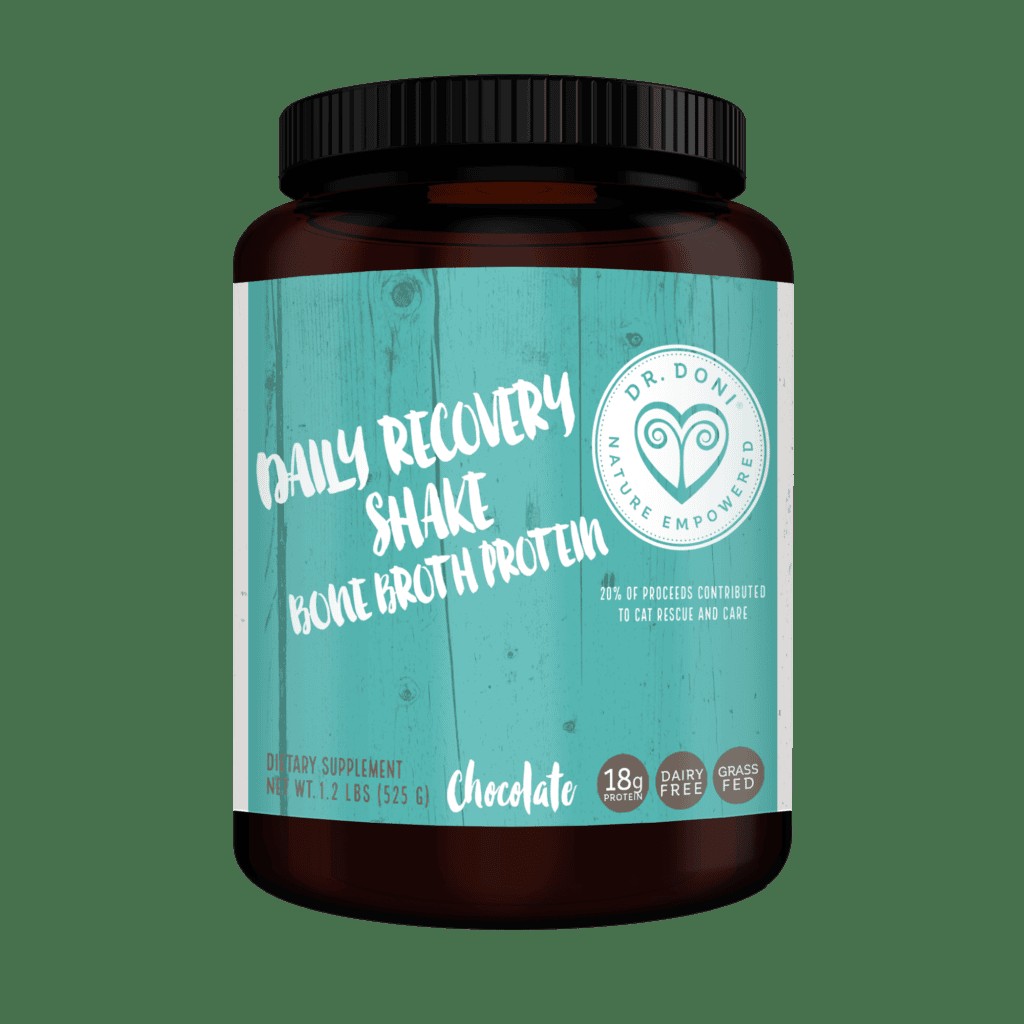 DAILY RECOVERY
SHAKE
BONE BROTH PROTEIN
DR. DONI®
NATURE EMPOWERED
20% OF PROCEEDS CONTRIBUTED
TO CAT RESCUE AND CARE
DIETARY SUPPLEMENT
NET WT. 1.2 LBS (525 G)
Chocolate
18g
PROTEIN
DAIRY
FREE
GRASS
FED